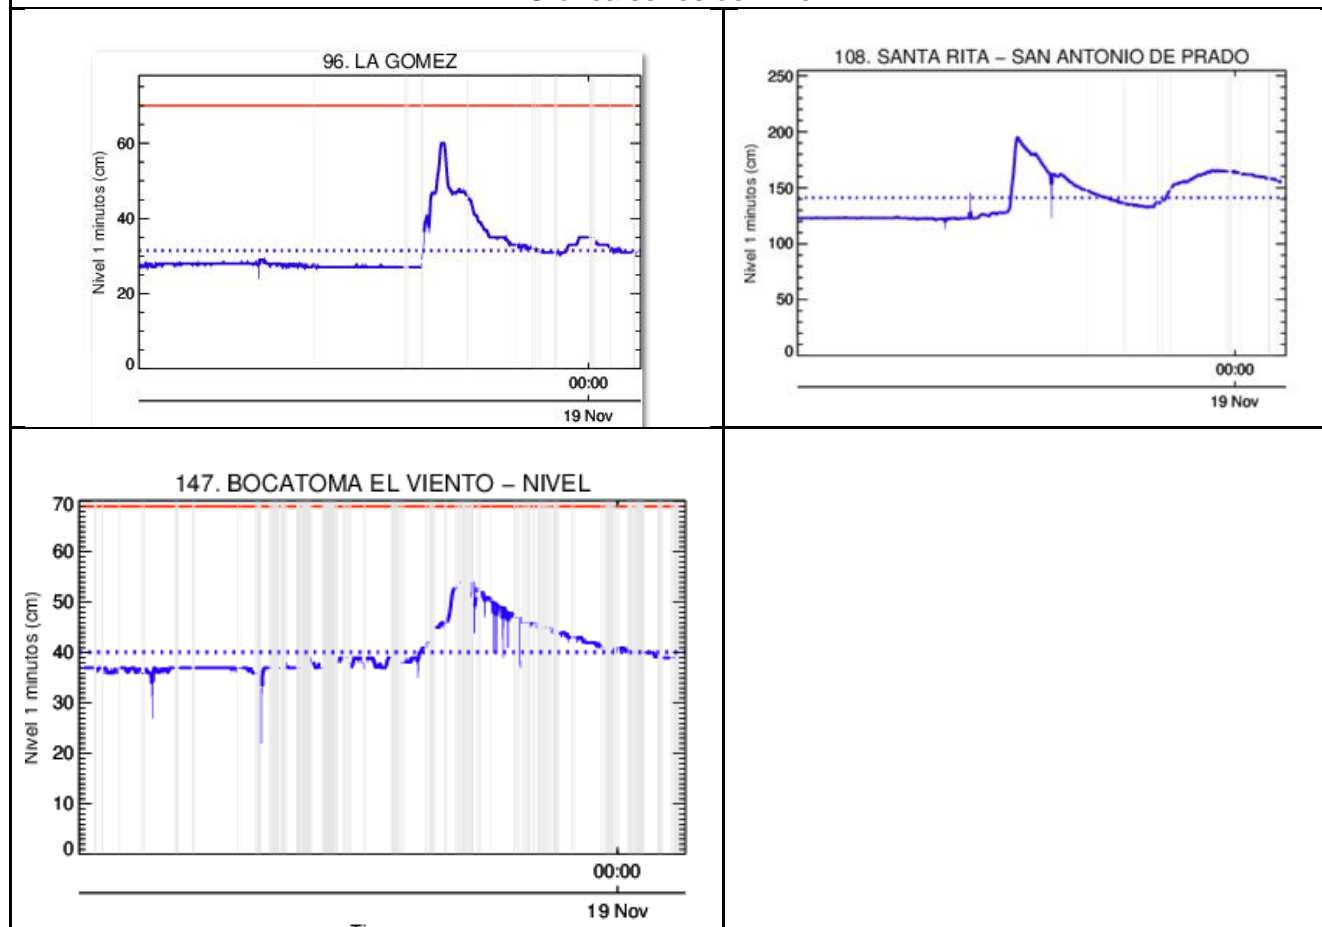 96. LA GOMEZ
Nivel 1 minutos (cm)
60
40
20
0
00:00
19 Nov
108. SANTA RITA – SAN ANTONIO DE PRADO
Nivel 1 minutos (cm)
250
200
150
100
50
0
00:00
19 Nov
147. BOCATOMA EL VIENTO – NIVEL
Nivel 1 minutos (cm)
70
60
50
40
30
20
10
0
00:00
19 Nov